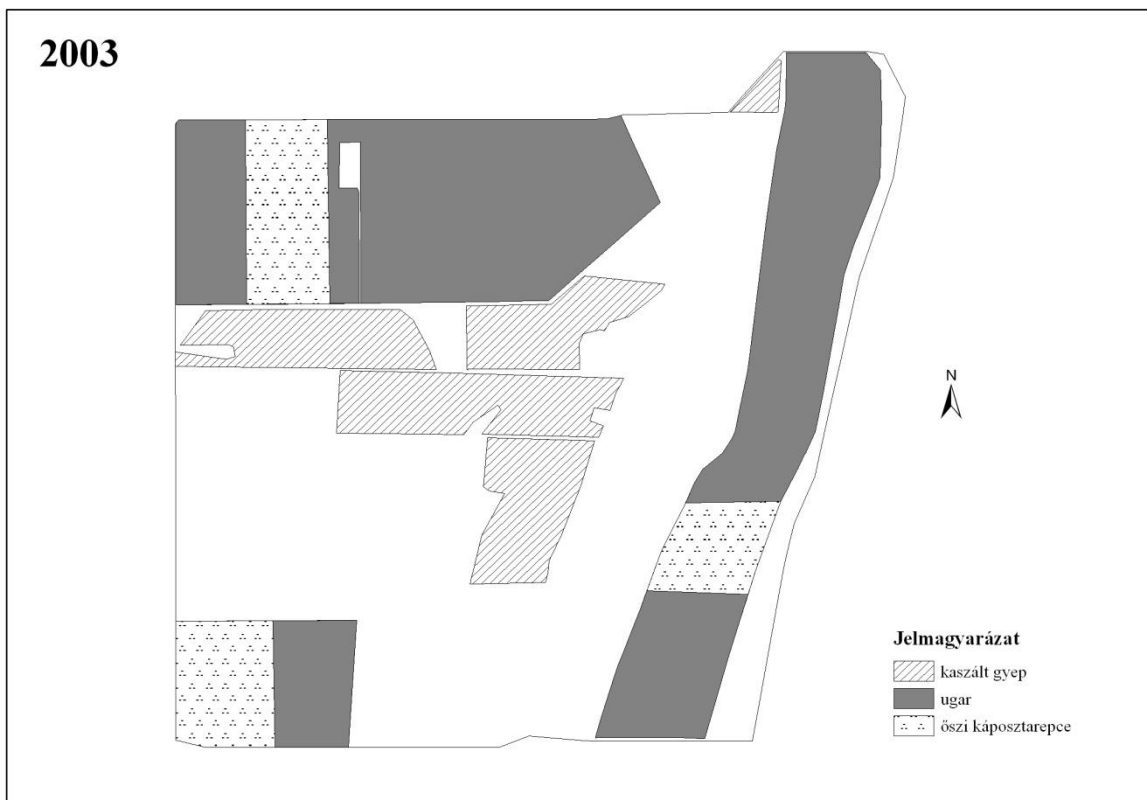 2003
N
Jelmagyarázat
kaszált gyep
ugar
őszi káposztarepce